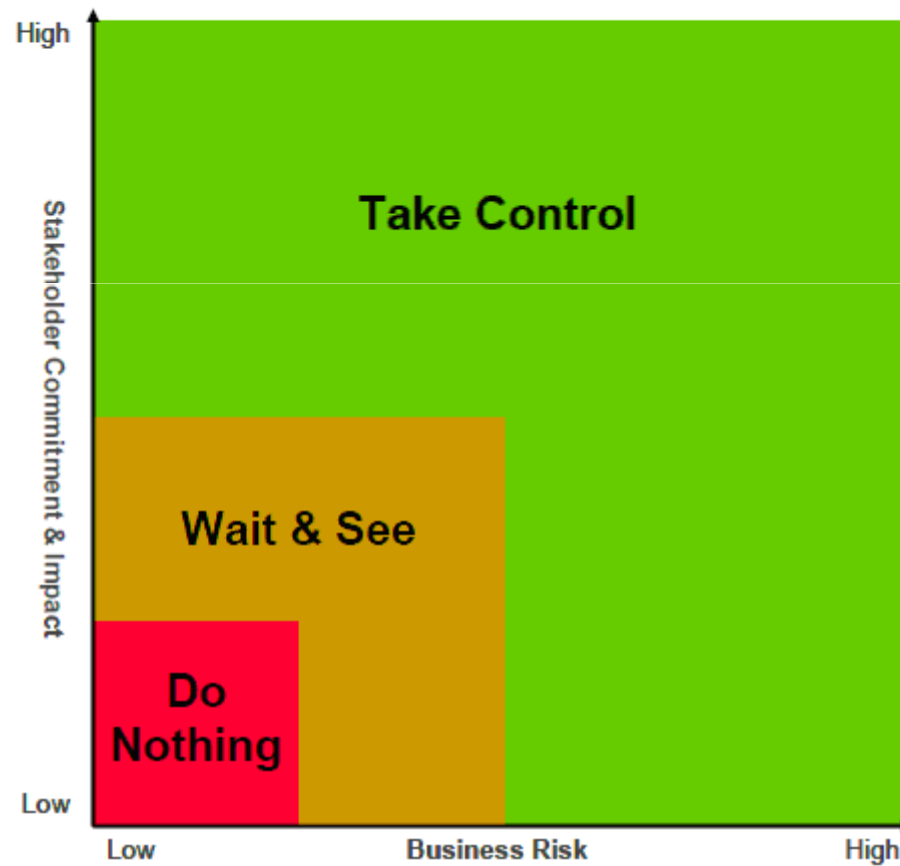 High
Take Control
Stakeholder Commitment & Impact
Wait & See
Do
Nothing
Low
Low
Business Risk
High